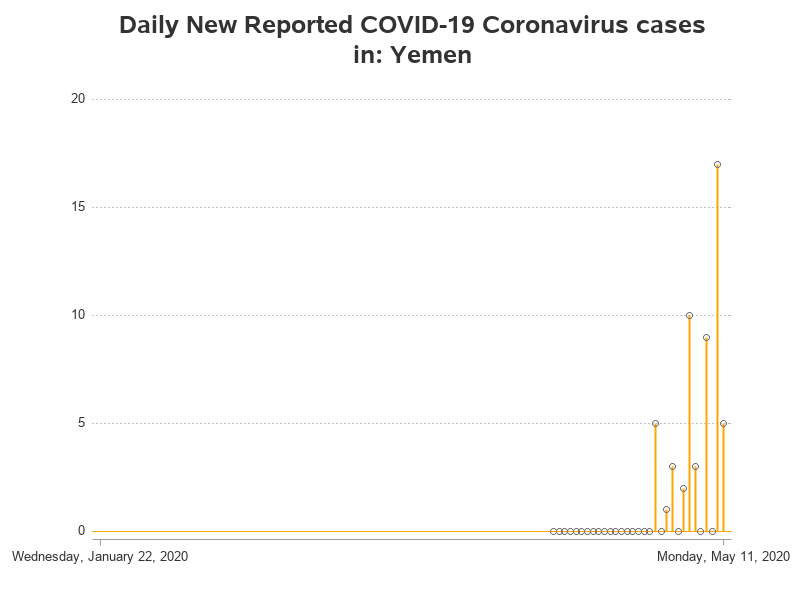 Daily New Reported COVID-19 Coronavirus cases
in: Yemen
20
15
10
5
0
Wednesday, January 22, 2020
Monday, May 11, 2020